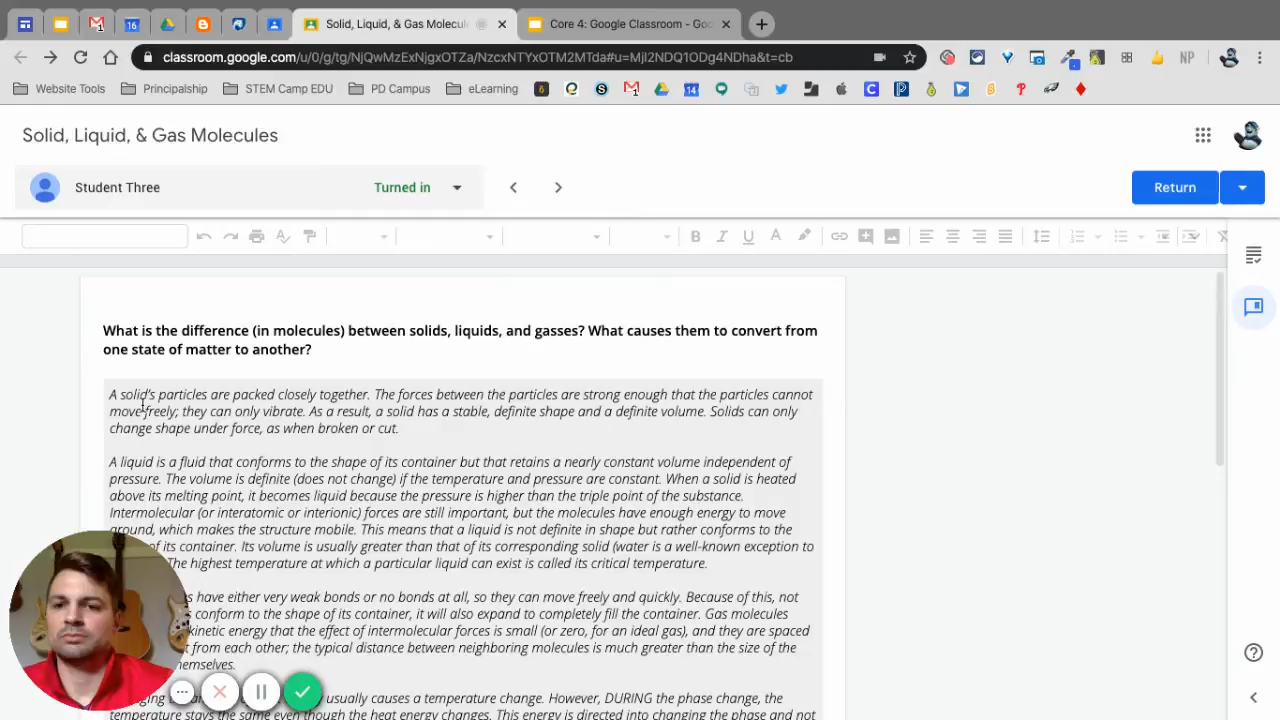 Solid, Liquid, & Gas Molecul
Core 4: Google Classroom - Goo
classroom.google.com/u/0/g/tg/NjQwMzExNjgxOTZa/NzcxNTYxOTM2MTda#u=MjI2NDQ1ODg4NDha&t=cb
NP
Website Tools
Principalship
STEM Camp EDU
PD Campus
eLearning
Solid, Liquid, & Gas Molecules
Student Three
Turned in
Return
What is the difference (in molecules) between solids, liquids, and gasses? What causes them to convert from
one state of matter to another?
A solid's particles are packed closely together. The forces between the particles are strong enough that the particles cannot
move freely; they can only vibrate. As a result, a solid has a stable, definite shape and a definite volume. Solids can only
change shape under force, as when broken or cut.
A liquid is a fluid that conforms to the shape of its container but that retains a nearly constant volume independent of
pressure. The volume is definite (does not change) if the temperature and pressure are constant. When a solid is heated
above its melting point, it becomes liquid because the pressure is higher than the triple point of the substance.
Intermolecular (or interatomic or interionic) forces are still important, but the molecules have enough energy to move
around, which makes the structure mobile. This means that a liquid is not definite in shape but rather conforms to the
of its container. Its volume is usually greater than that of its corresponding solid (water is a well-known exception to
The highest temperature at which a particular liquid can exist is called its critical temperature.
have either very weak bonds or no bonds at all, so they can move freely and quickly. Because of this, not
conform to the shape of its container, it will also expand to completely fill the container. Gas molecules
kinetic energy that the effect of intermolecular forces is small (or zero, for an ideal gas), and they are spaced
from each other; the typical distance between neighboring molecules is much greater than the size of the
themselves.
usually causes a temperature change. However, DURING the phase change, the
temperature stays the same even though the heat energy changes. This energy is directed into changing the phase and not